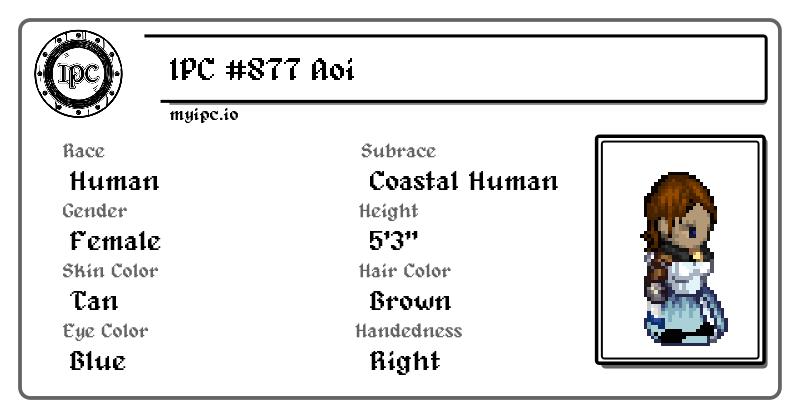 IPC
IPC #877 Aoi
myipc.io
Race
Human
Subrace
Coastal Human
Gender
Female
Height
5'3"
Skin Color
Tan
Hair Color
Brown
Eye Color
Blue
Handedness
Right